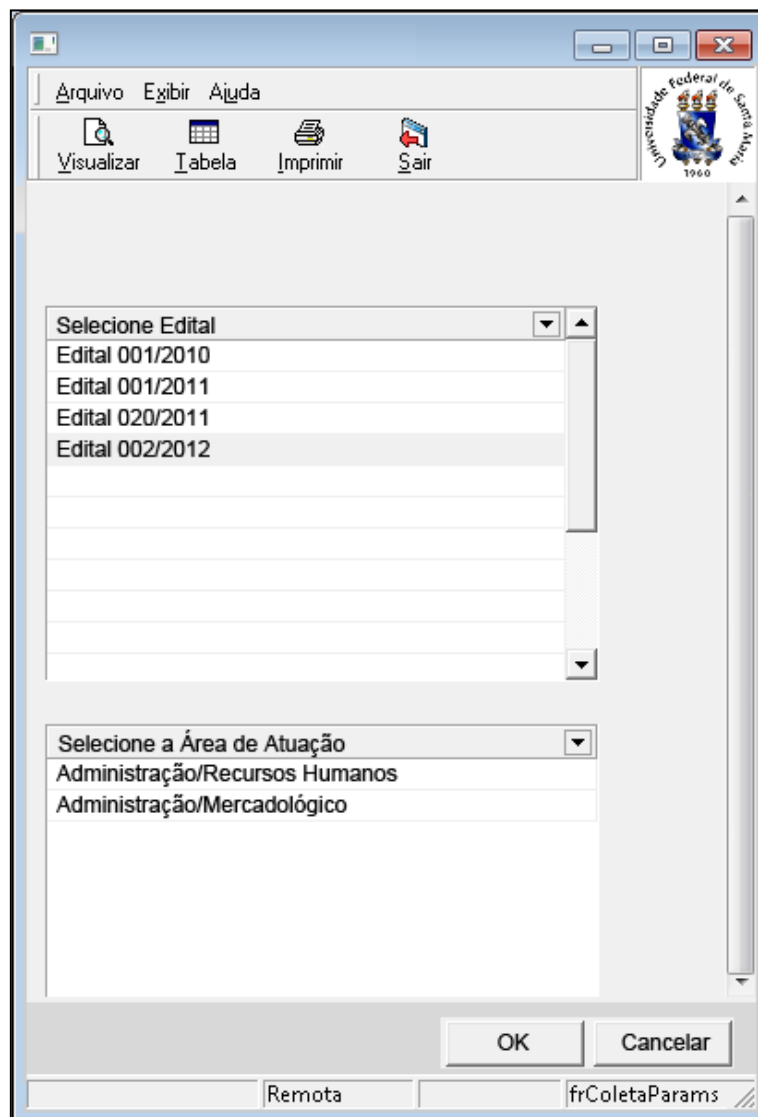 Arquivo Exibir Ajuda
Visualizar Tabela Imprimir Sair
Universidade Federal de Santa Maria
1960
Selecione Edital
Edital 001/2010
Edital 001/2011
Edital 020/2011
Edital 002/2012
Selecione a Área de Atuação
Administração/Recursos Humanos
Administração/Mercadológico
OK Cancelar
Remota frColetaParams